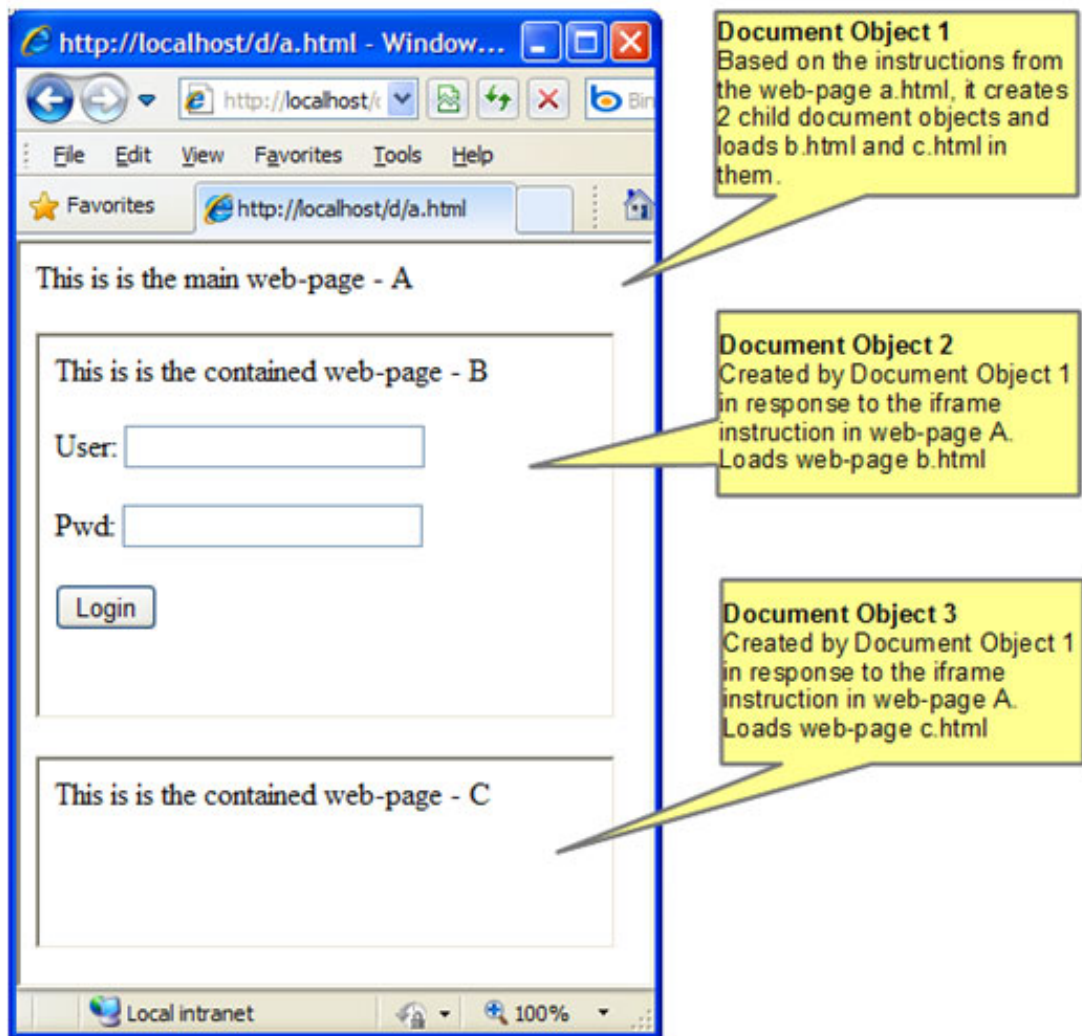 http://localhost/d/a.html - Window...
http://localhost/
Bin
File Edit View Favorites Tools Help
Favorites
http://localhost/d/a.html
This is is the main web-page - A
This is is the contained web-page - B
User:
Pwd:
Login
This is is the contained web-page - C
Local intranet
100%
Document Object 1
Based on the instructions from
the web-page a.html, it creates
2 child document objects and
loads b.html and c.html in
them.
Document Object 2
Created by Document Object 1
in response to the iframe
instruction in web-page A.
Loads web-page b.html
Document Object 3
Created by Document Object 1
in response to the iframe
instruction in web-page A.
Loads web-page c.html